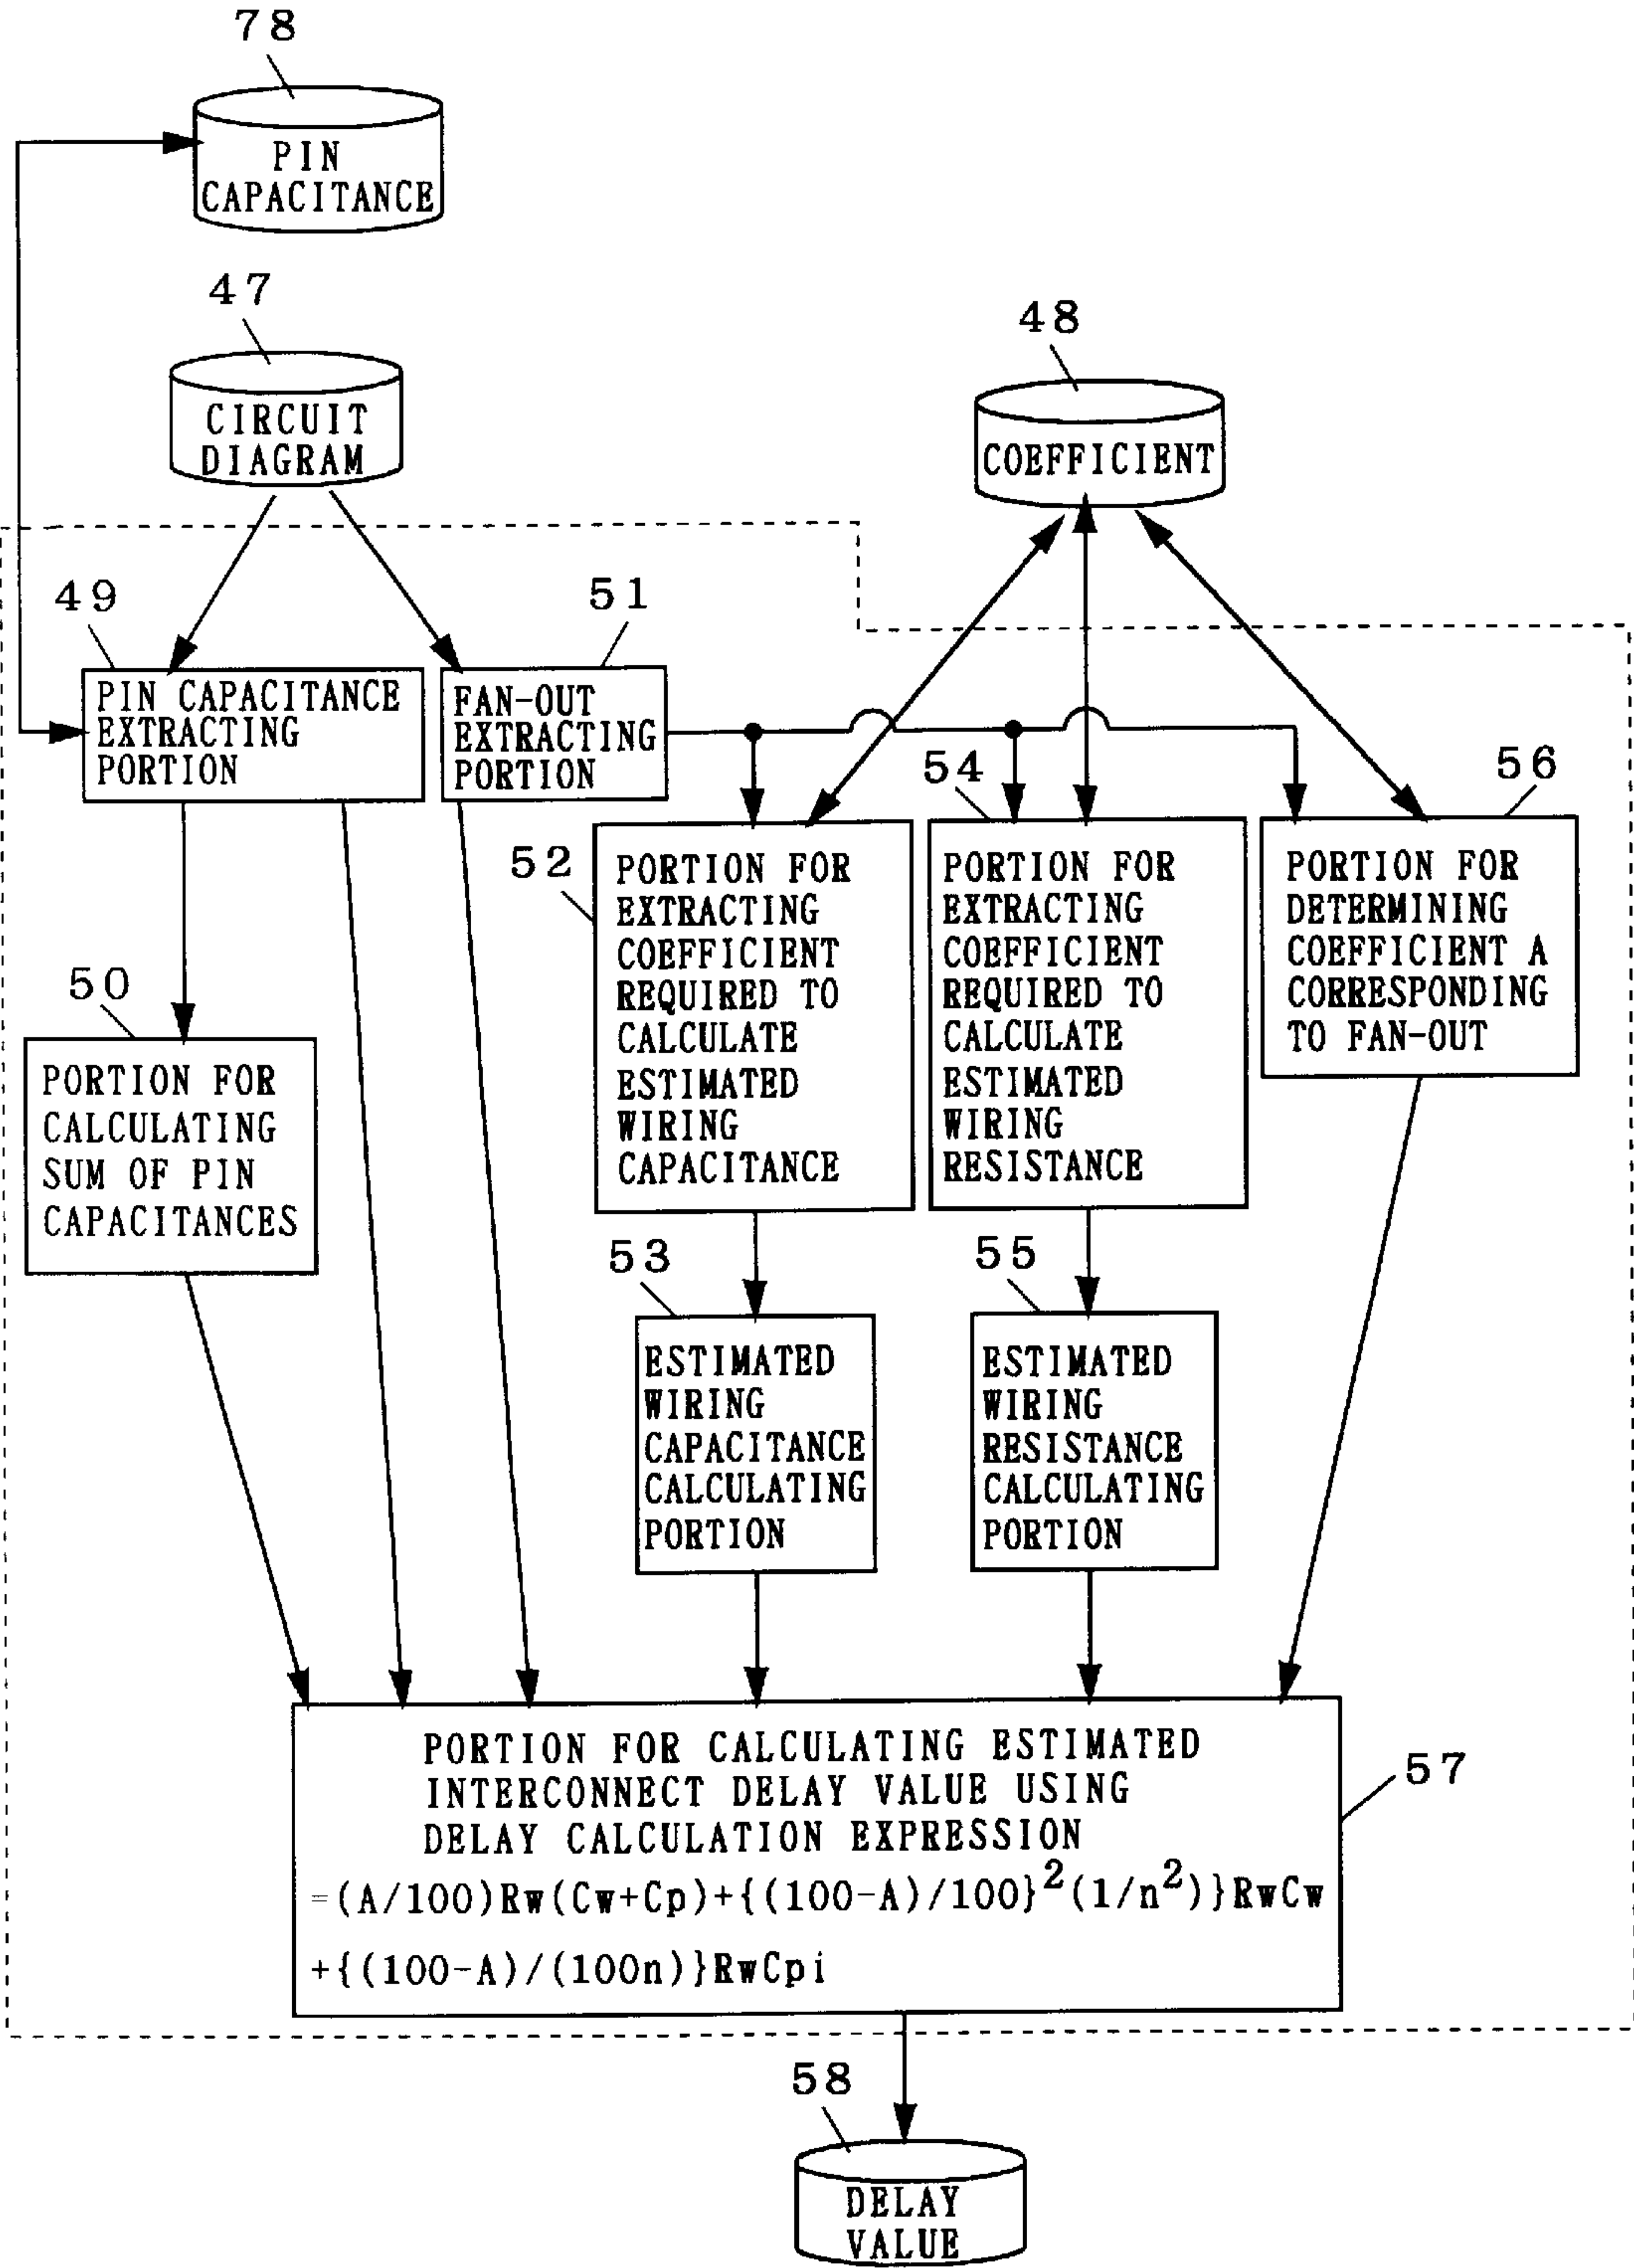 78
PIN
CAPACITANCE
47
CIRCUIT
DIAGRAM
48
COEFFICIENT
49
PIN CAPACITANCE
EXTRACTING
PORTION
51
FAN-OUT
EXTRACTING
PORTION
52
PORTION FOR
EXTRACTING
COEFFICIENT
REQUIRED TO
CALCULATE
ESTIMATED
WIRING
CAPACITANCE
54
PORTION FOR
EXTRACTING
COEFFICIENT
REQUIRED TO
CALCULATE
ESTIMATED
WIRING
RESISTANCE
56
PORTION FOR
DETERMINING
COEFFICIENT A
CORRESPONDING
TO FAN-OUT
50
PORTION FOR
CALCULATING
SUM OF PIN
CAPACITANCES
53
ESTIMATED
WIRING
CAPACITANCE
CALCULATING
PORTION
55
ESTIMATED
WIRING
RESISTANCE
CALCULATING
PORTION
57
PORTION FOR CALCULATING ESTIMATED
INTERCONNECT DELAY VALUE USING
DELAY CALCULATION EXPRESSION
=(A/100)Rw(Cw+Cp)+{(100-A)/100}²(1/n²)}RwCw
+{(100-A)/(100n)}RwCpi
58
DELAY
VALUE